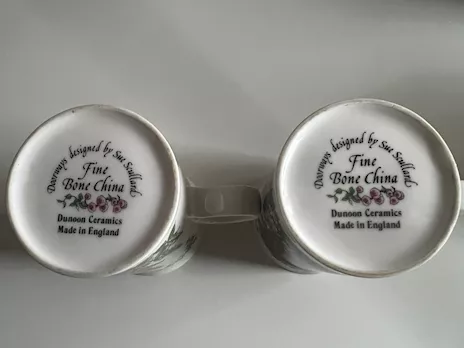 Doorways designed by Sue Scullard
Fine
Bone China
Dunoon Ceramics
Made in England
Doorways designed by Sue Scullard
Fine
Bone China
Dunoon Ceramics
Made in England